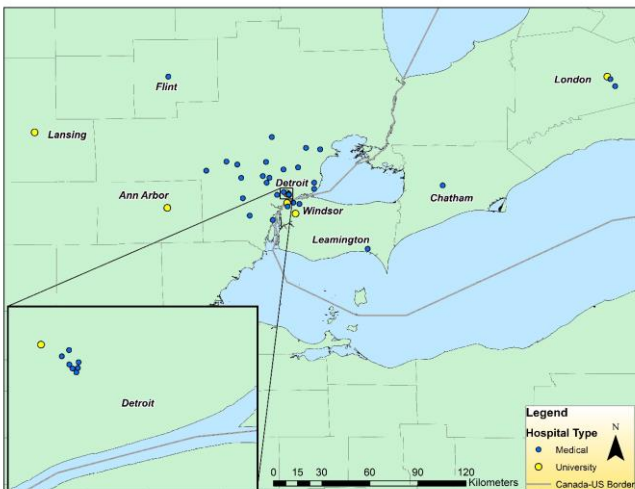 Flint
London
Lansing
Detroit
Ann Arbor
Chatham
Windsor
Leamington
Detroit
Legend
Hospital Type
N
Medical
University
Canada-US Border
0 15 30 60 90 120
Kilometers